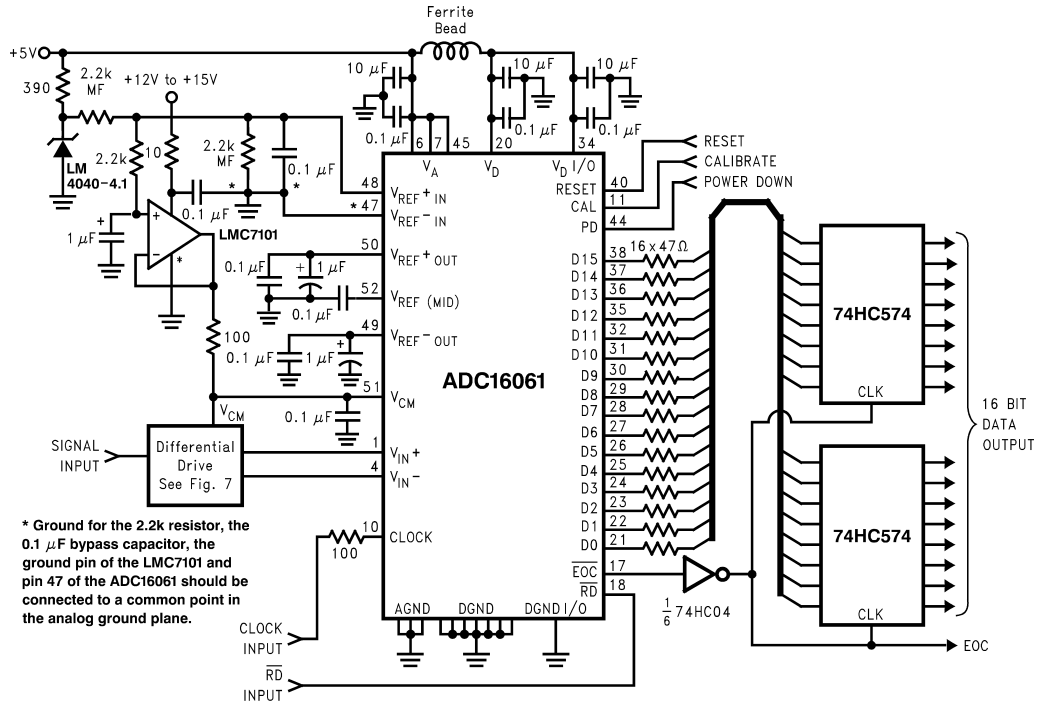 Ferrite
Bead
+5V
390
2.2k
MF
+12V to +15V
10 µF
10 µF
10 µF
0.1 µF
0.1 µF
0.1 µF
LM
4040-4.1
2.2k
10
2.2k
MF
0.1 µF
0.1 µF
*
*
1 µF
+
+
−
*
LMC7101
6
7
45
20
34
V_A
V_D
V_D I/O
RESET
CALIBRATE
POWER DOWN
48
V_REF+ IN
*47
V_REF− IN
50
V_REF+ OUT
52
V_REF (MID)
49
V_REF− OUT
51
V_CM
1
V_IN+
4
V_IN−
10
CLOCK
RESET
40
CAL
11
PD
44
16x47Ω
D15
38
D14
37
D13
36
D12
35
D11
32
D10
31
D9
30
D8
29
D7
28
D6
27
D5
26
D4
25
D3
24
D2
23
D1
22
D0
21
E̅O̅C̅
17
R̅D̅
18
AGND
DGND
DGND I/O
ADC16061
0.1 µF
+
1 µF
0.1 µF
0.1 µF
1 µF
+
0.1 µF
100
V_CM
SIGNAL
INPUT
Differential
Drive
See Fig. 7
100
* Ground for the 2.2k resistor, the
0.1 µF bypass capacitor, the
ground pin of the LMC7101 and
pin 47 of the ADC16061 should be
connected to a common point in
the analog ground plane.
CLOCK
INPUT
R̅D̅
INPUT
1/6 74HC04
74HC574
CLK
74HC574
CLK
16 BIT
DATA
OUTPUT
EOC